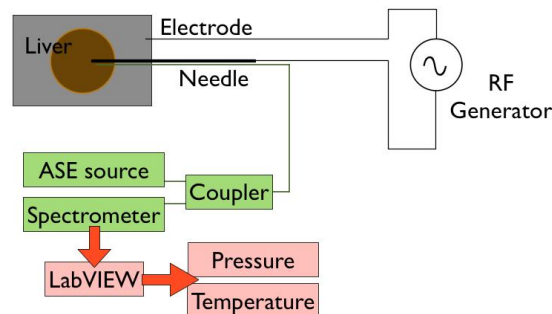 Electrode
Liver
Needle
RF
Generator
ASE source
Coupler
Spectrometer
Pressure
LabVIEW
Temperature